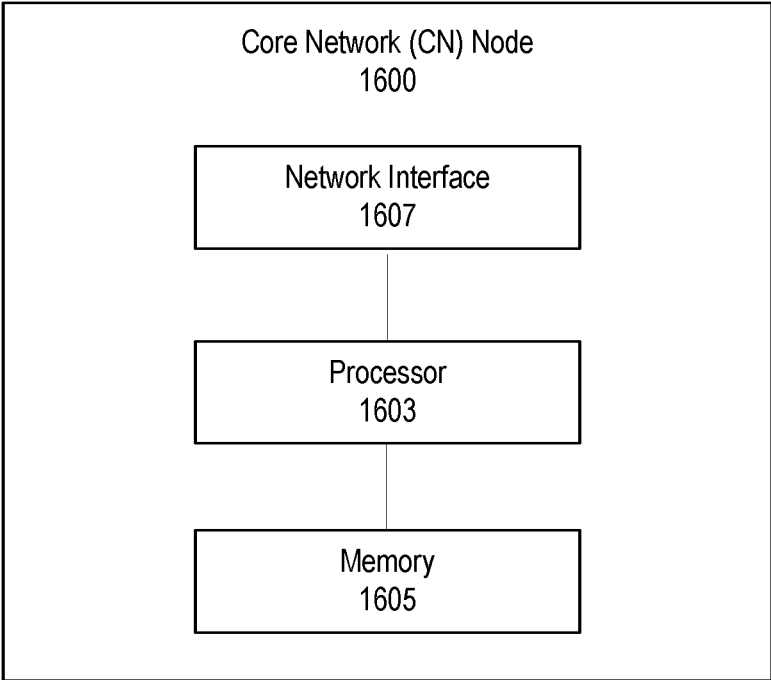 Core Network (CN) Node
1600
Network Interface
1607
Processor
1603
Memory
1605